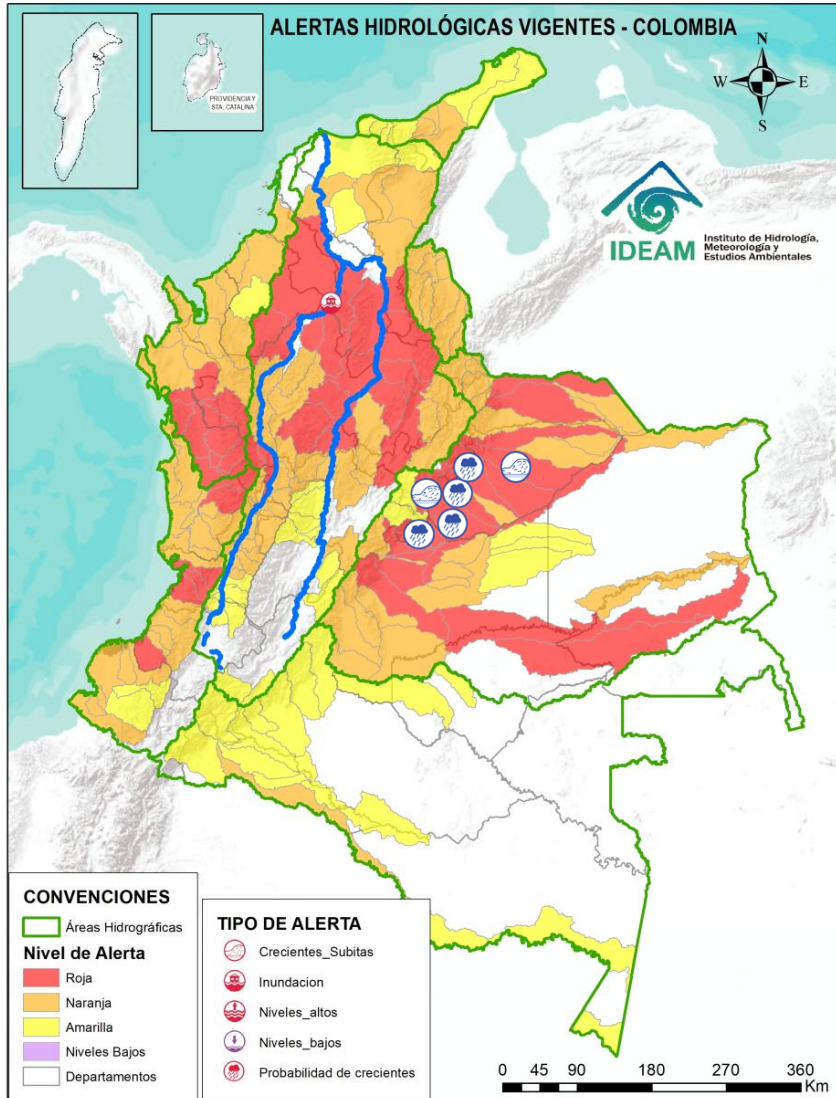 ALERTAS HIDROLÓGICAS VIGENTES - COLOMBIA
PROVIDENCIA Y
STA. CATALINA
N
W
E
S
IDEAM
Instituto de Hidrología,
Meteorología y
Estudios Ambientales
CONVENCIONES
Áreas Hidrográficas
Nivel de Alerta
Roja
Naranja
Amarilla
Niveles Bajos
Departamentos
TIPO DE ALERTA
Crecientes_Subitas
Inundacion
Niveles_altos
Niveles_bajos
Probabilidad de crecientes
0 45 90 180 270 360
Km